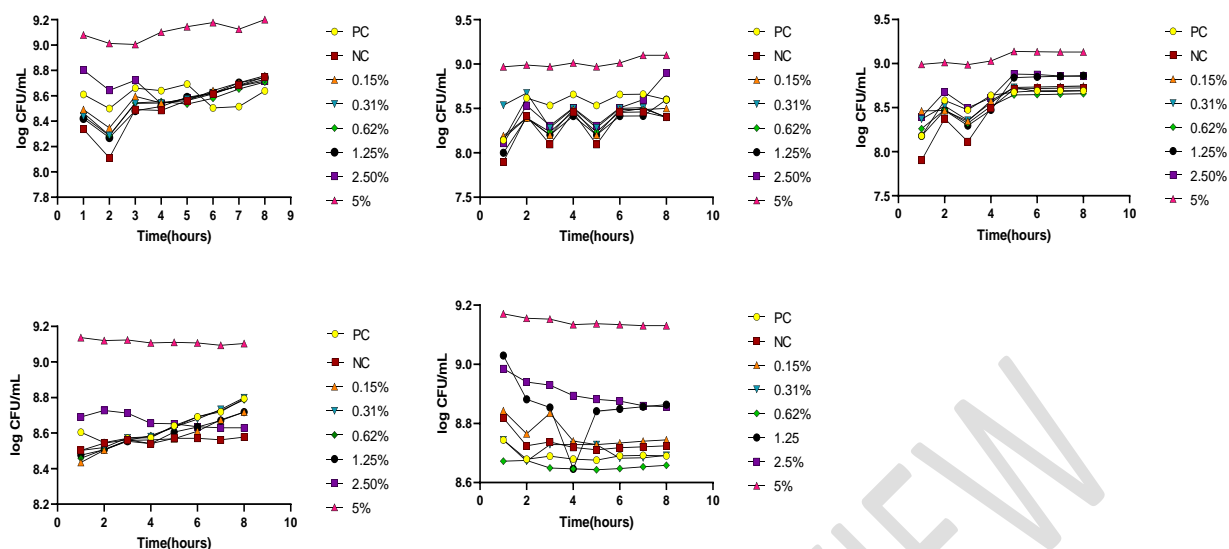 log CFU/mL
9.2
9.0
8.8
8.6
8.4
8.2
8.0
7.8
0 1 2 3 4 5 6 7 8 9
Time(hours)
PC
NC
0.15%
0.31%
0.62%
1.25%
2.50%
5%
log CFU/mL
9.5
9.0
8.5
8.0
7.5
0 2 4 6 8 10
Time(hours)
PC
NC
0.15%
0.31%
0.62%
1.25%
2.50%
5%
log CFU/mL
9.5
9.0
8.5
8.0
7.5
0 2 4 6 8 10
Time(hours)
PC
NC
0.15%
0.31%
0.62%
1.25%
2.50%
5%
log CFU/mL
9.2
9.0
8.8
8.6
8.4
8.2
0 2 4 6 8 10
Time(hours)
PC
NC
0.15%
0.31%
0.62%
1.25%
2.50%
5%
log CFU/mL
9.2
9.0
8.8
8.6
0 2 4 6 8 10
Time(hours)
PC
NC
0.15%
0.31%
0.62%
1.25
2.5%
5%